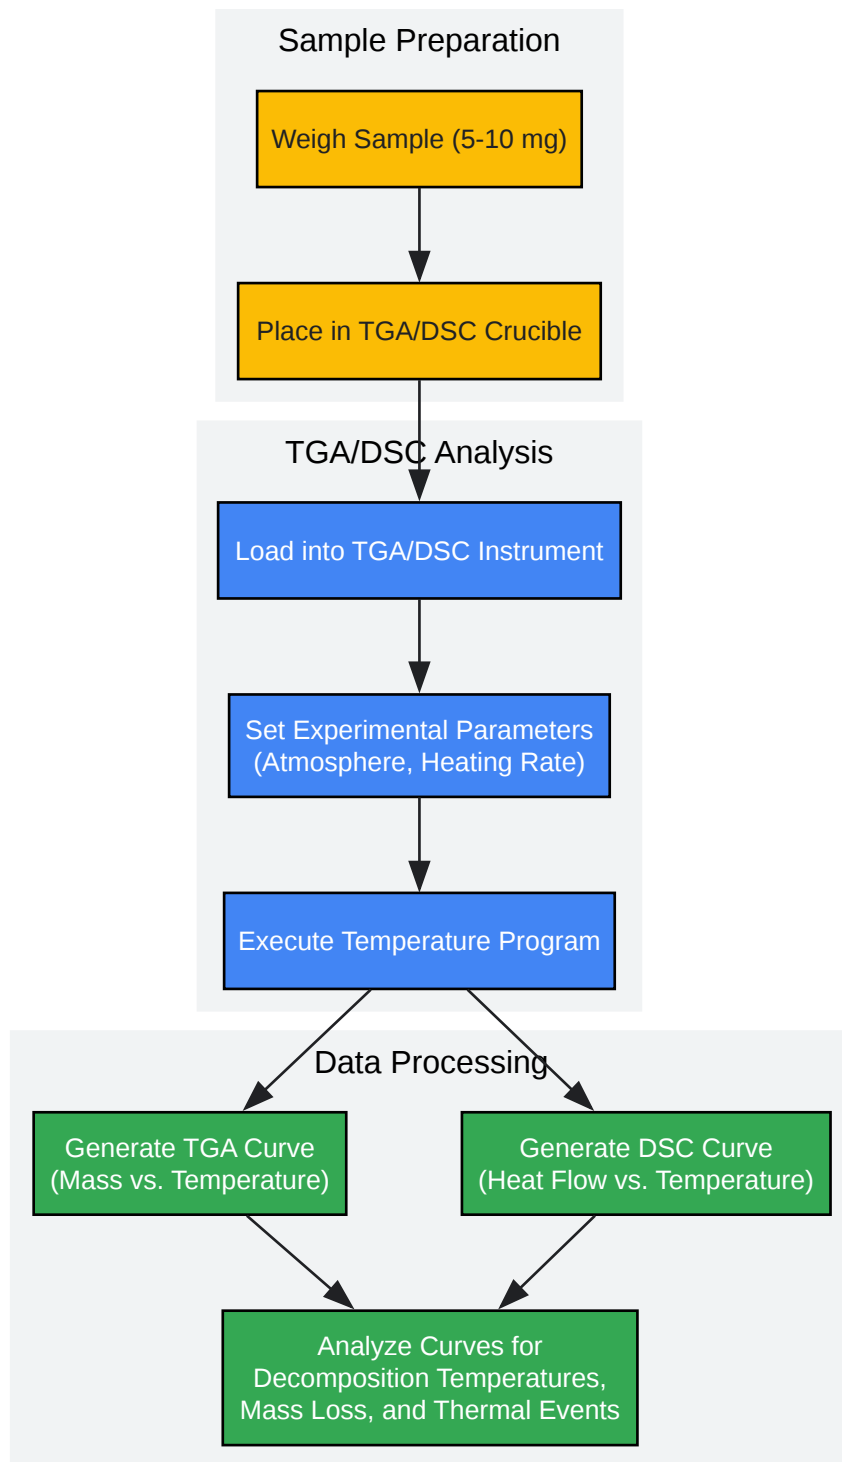 Sample Preparation
Weigh Sample (5-10 mg)
Place in TGA/DSC Crucible
TGA/DSC Analysis
Load into TGA/DSC Instrument
Set Experimental Parameters
(Atmosphere, Heating Rate)
Execute Temperature Program
Data Processing
Generate TGA Curve
(Mass vs. Temperature)
Generate DSC Curve
(Heat Flow vs. Temperature)
Analyze Curves for
Decomposition Temperatures,
Mass Loss, and Thermal Events